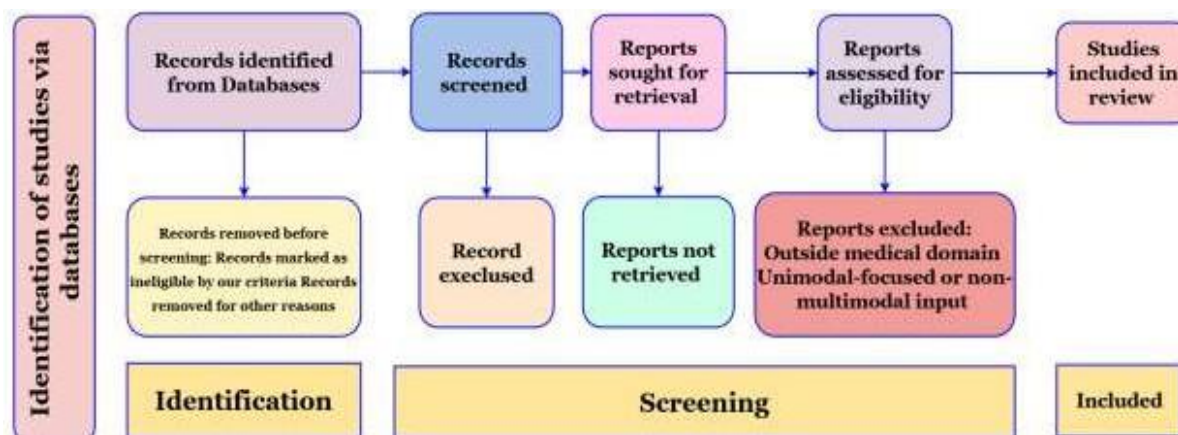 Identification of studies via
databases
Records identified
from Databases
Records
screened
Reports
sought for
retrieval
Reports
assessed for
eligibility
Studies
included in
review
Records removed before
screening: Records marked as
ineligible by our criteria Records
removed for other reasons
Record
execlused
Reports not
retrieved
Reports excluded:
Outside medical domain
Unimodal-focused or non-
multimodal input
Identification
Screening
Included